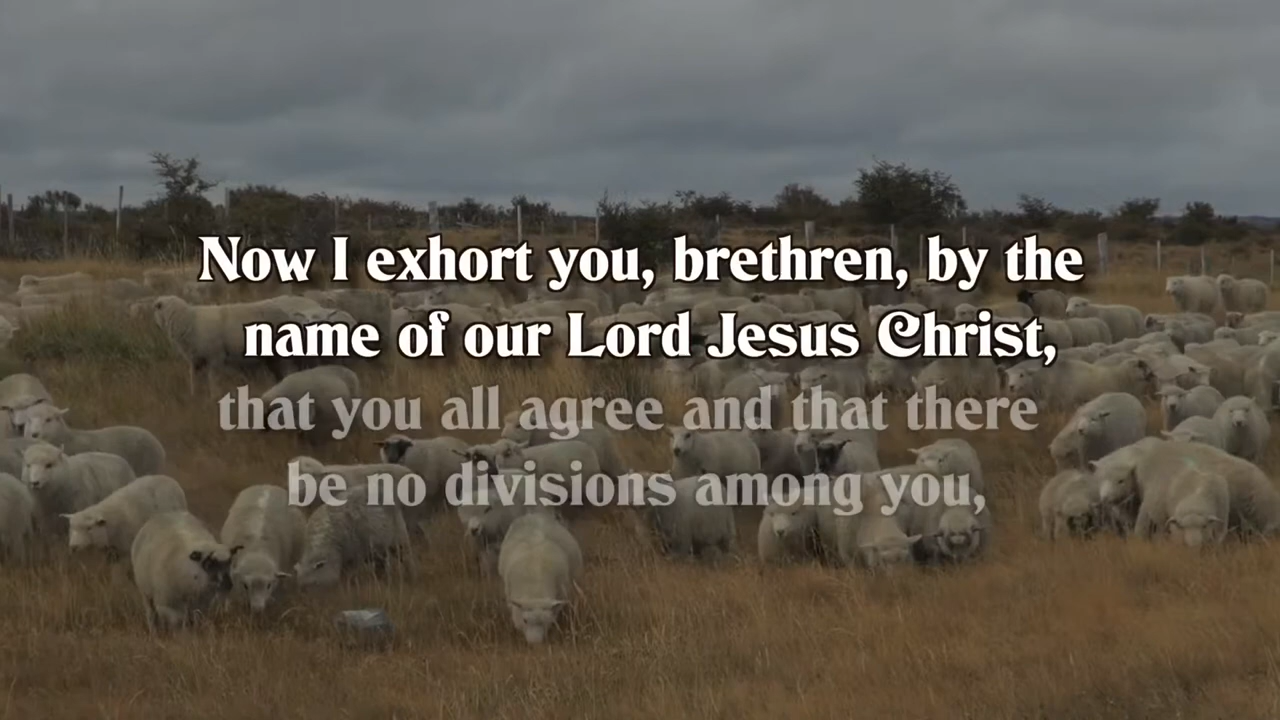 Now I exhort you, brethren, by the
name of our Lord Jesus Christ,
that you all agree and that there
be no divisions among you,